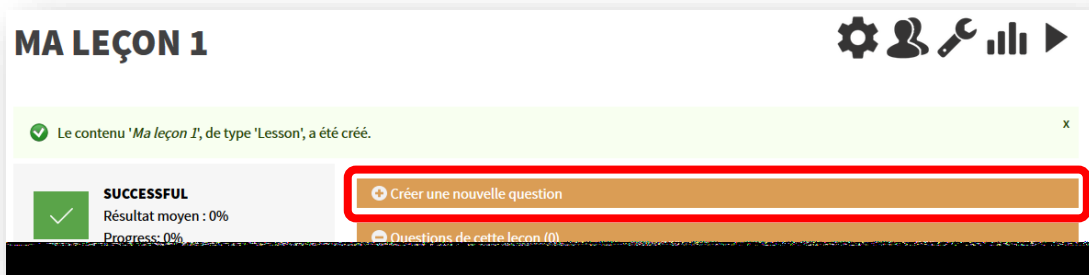 MA LEÇON 1
Le contenu 'Ma leçon 1', de type 'Lesson', a été créé.
x
SUCCESSFUL
Résultat moyen : 0%
Progress: 0%
Créer une nouvelle question
Questions de cette leçon (0)